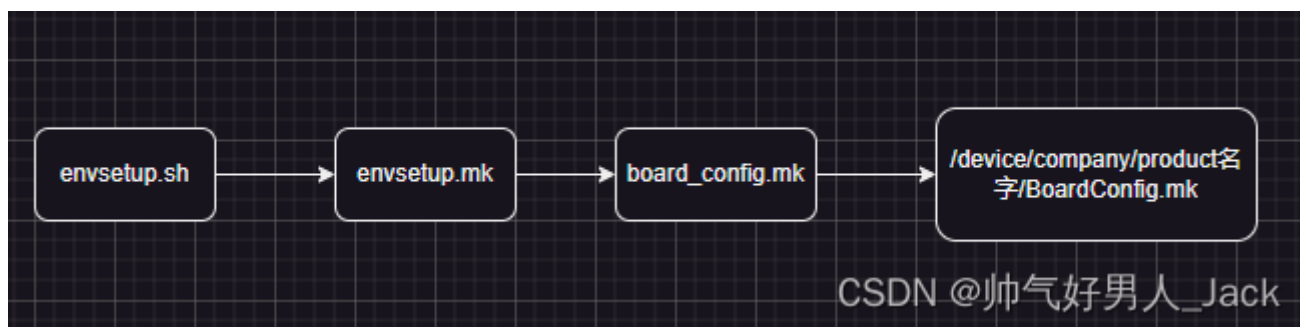 envsetup.sh
envsetup.mk
board_config.mk
/device/company/product名
字/BoardConfig.mk
CSDN @帅气好男人_Jack